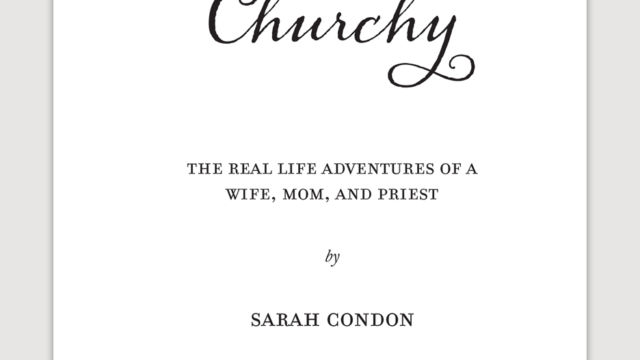 Churchy
THE REAL LIFE ADVENTURES OF A
WIFE, MOM, AND PRIEST
by
SARAH CONDON